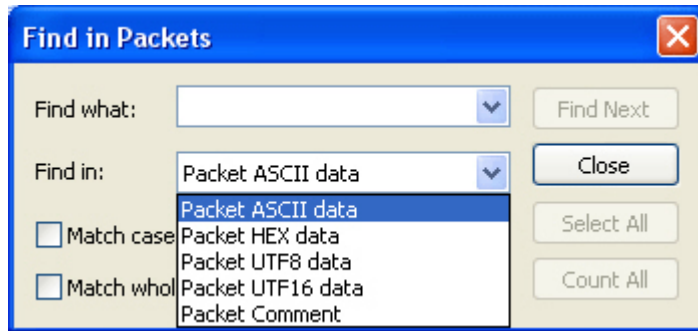 Find in Packets
Find what:
Find Next
Find in:
Packet ASCII data
Close
Packet ASCII data
Match case
Packet HEX data
Select All
Packet UTF8 data
Match whol
Packet UTF16 data
Count All
Packet Comment